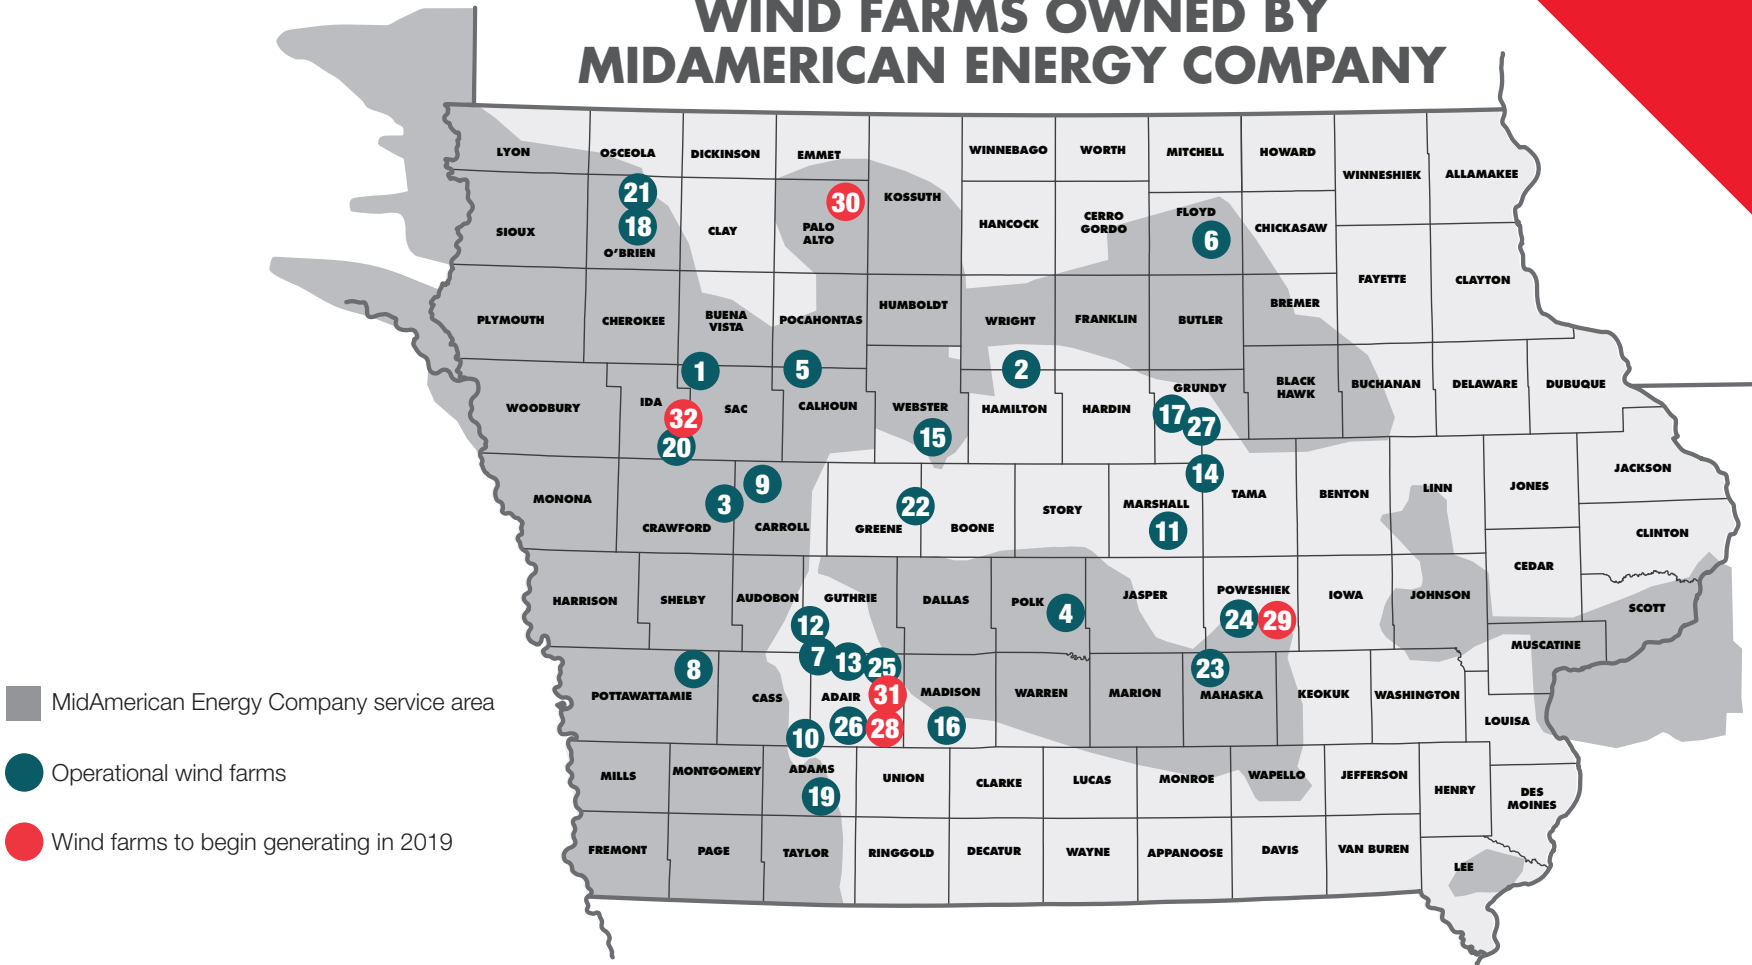 WIND FARMS OWNED BY
MIDAMERICAN ENERGY COMPANY
LYON
OSCEOLA
DICKINSON
EMMET
WINNEBAGO
WORTH
MITCHELL
HOWARD
WINNESHIEK
ALLAMAKEE
SIOUX
21
18
O'BRIEN
CLAY
30
PALO
ALTO
KOSSUTH
HANCOCK
CERRO
GORDO
FLOYD
6
CHICKASAW
FAYETTE
CLAYTON
PLYMOUTH
CHEROKEE
BUENA
VISTA
POCAHONTAS
HUMBOLDT
WRIGHT
FRANKLIN
BUTLER
BREMER
1
5
2
WOODBURY
IDA
32
20
SAC
CALHOUN
WEBSTER
15
HAMILTON
HARDIN
GRUNDY
17
27
BLACK
HAWK
BUCHANAN
DELAWARE
DUBUQUE
MONONA
CRAWFORD
3
9
CARROLL
GREENE
22
BOONE
STORY
MARSHALL
11
14
TAMA
BENTON
LINN
JONES
JACKSON
CLINTON
CEDAR
HARRISON
SHELBY
AUDOBON
GUTHRIE
DALLAS
POLK
4
JASPER
POWESHIEK
24
29
IOWA
JOHNSON
SCOTT
MUSCATINE
12
7
13
25
8
POTTAWATTAMIE
CASS
ADAIR
31
MADISON
WARREN
MARION
23
MAHASKA
KEOKUK
WASHINGTON
LOUISA
10
26
28
16
MILLS
MONTGOMERY
ADAMS
19
UNION
CLARKE
LUCAS
MONROE
WAPELLO
JEFFERSON
HENRY
DES
MOINES
FREMONT
PAGE
TAYLOR
RINGGOLD
DECATUR
WAYNE
APPANOOSE
DAVIS
VAN BUREN
LEE
MidAmerican Energy Company service area
Operational wind farms
Wind farms to begin generating in 2019